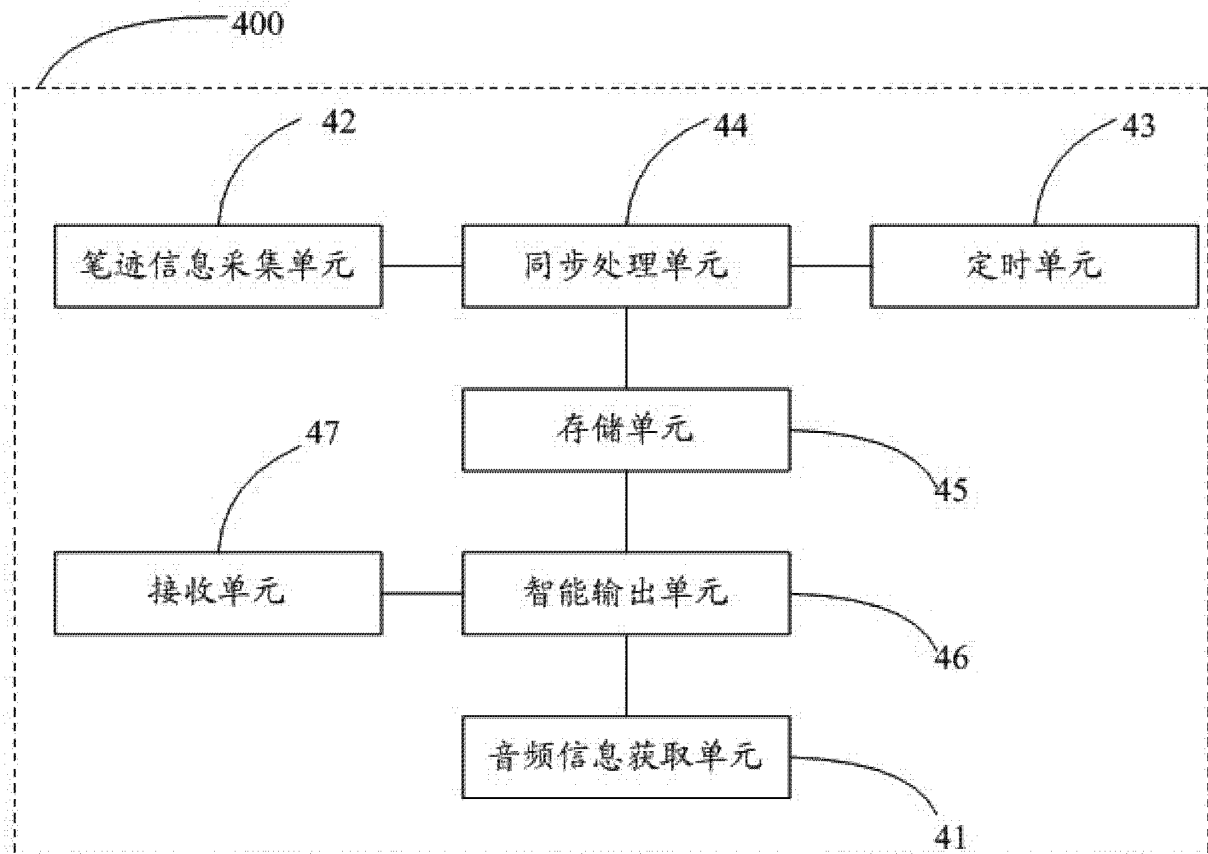 400
42
44
43
笔迹信息采集单元
同步处理单元
定时单元
存储单元
47
45
接收单元
智能输出单元
46
音频信息获取单元
41